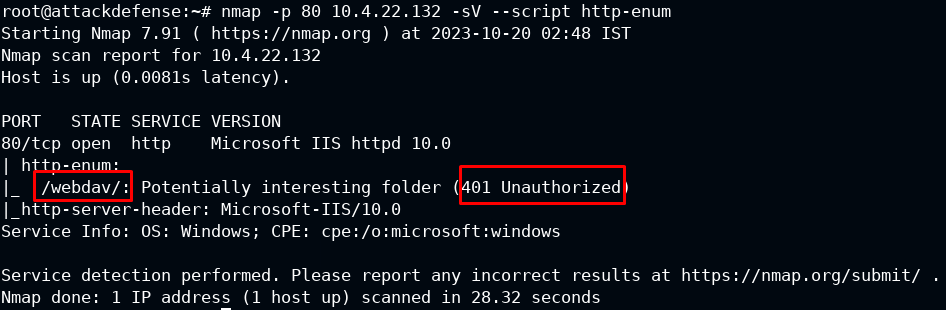 root@attackdefense:~# nmap -p 80 10.4.22.132 -sV --script http-enum
Starting Nmap 7.91 ( https://nmap.org ) at 2023-10-20 02:48 IST
Nmap scan report for 10.4.22.132
Host is up (0.0081s latency).
PORT   STATE SERVICE VERSION
80/tcp open  http    Microsoft IIS httpd 10.0
| http-enum:
|_  /webdav/: Potentially interesting folder (401 Unauthorized)
|_http-server-header: Microsoft-IIS/10.0
Service Info: OS: Windows; CPE: cpe:/o:microsoft:windows
Service detection performed. Please report any incorrect results at https://nmap.org/submit/ .
Nmap done: 1 IP address (1 host up) scanned in 28.32 seconds